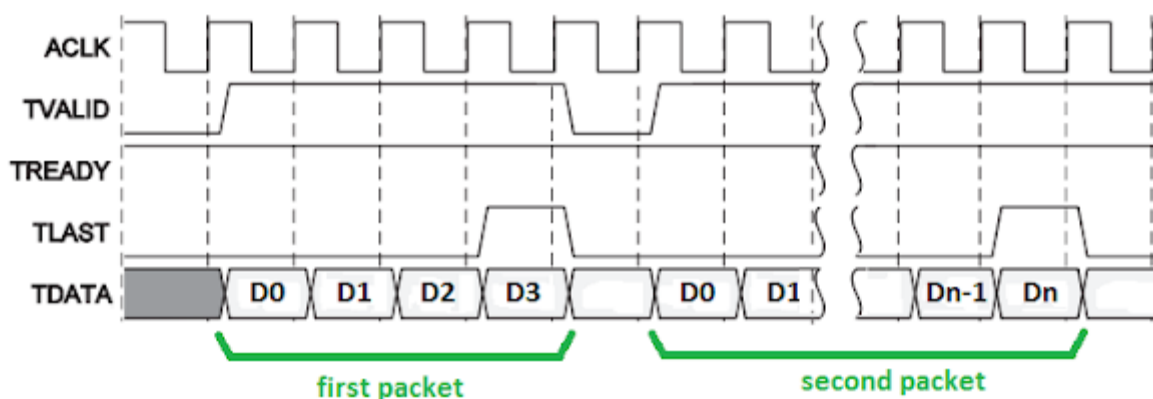 ACLK
TVALID
TREADY
TLAST
TDATA D0 D1 D2 D3 D0 D1 Dn-1 Dn
first packet second packet